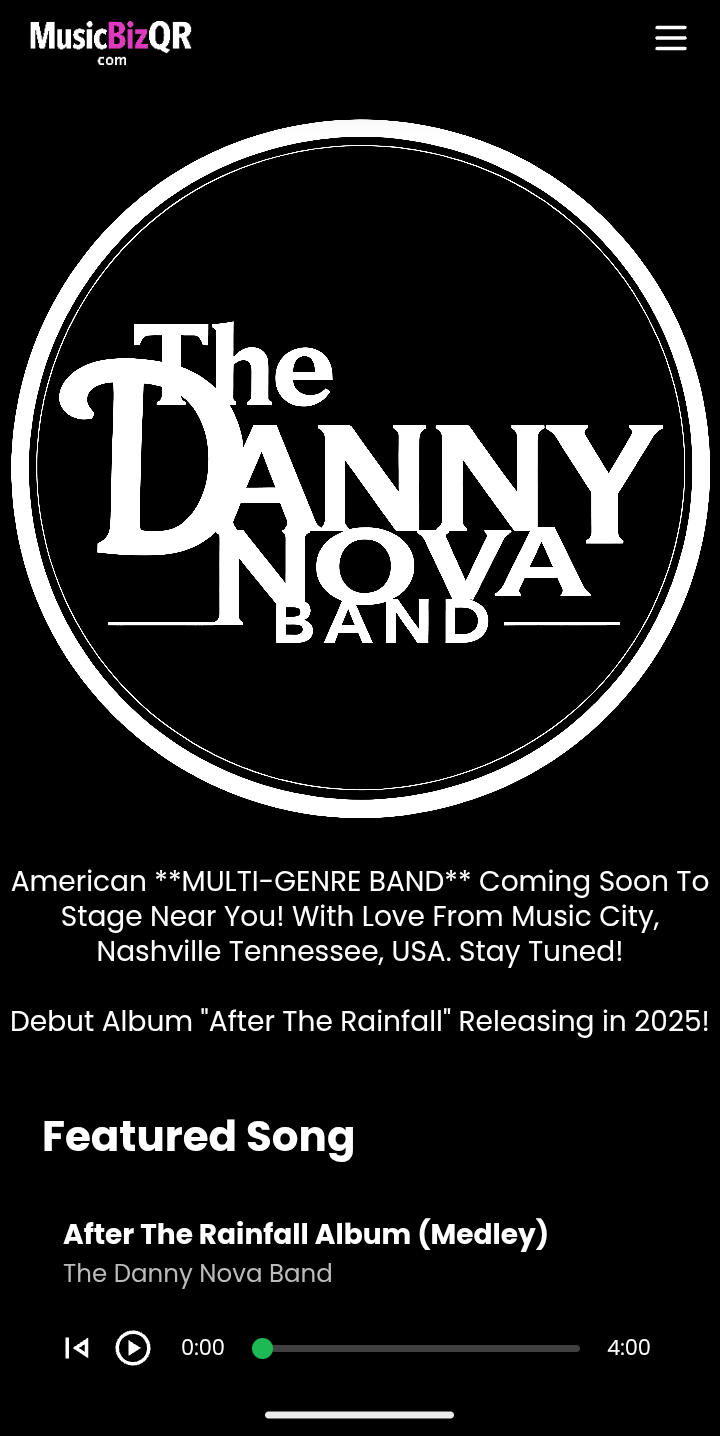 MusicBizQR
com
The
DANNY
NOVA
BAND
American **MULTI-GENRE BAND** Coming Soon To
Stage Near You! With Love From Music City,
Nashville Tennessee, USA. Stay Tuned!
Debut Album "After The Rainfall" Releasing in 2025!
Featured Song
After The Rainfall Album (Medley)
The Danny Nova Band
0:00
4:00